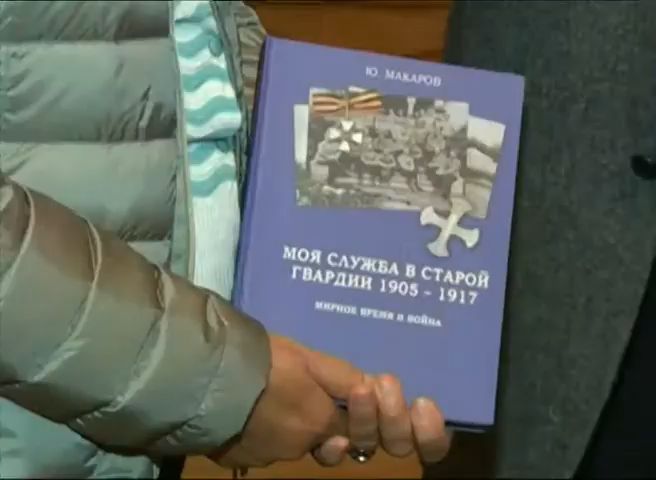 Ю. МАКАРОВ
МОЯ СЛУЖБА В СТАРОЙ
ГВАРДИИ 1905 - 1917
МИРНОЕ ВРЕМЯ И ВОЙНА